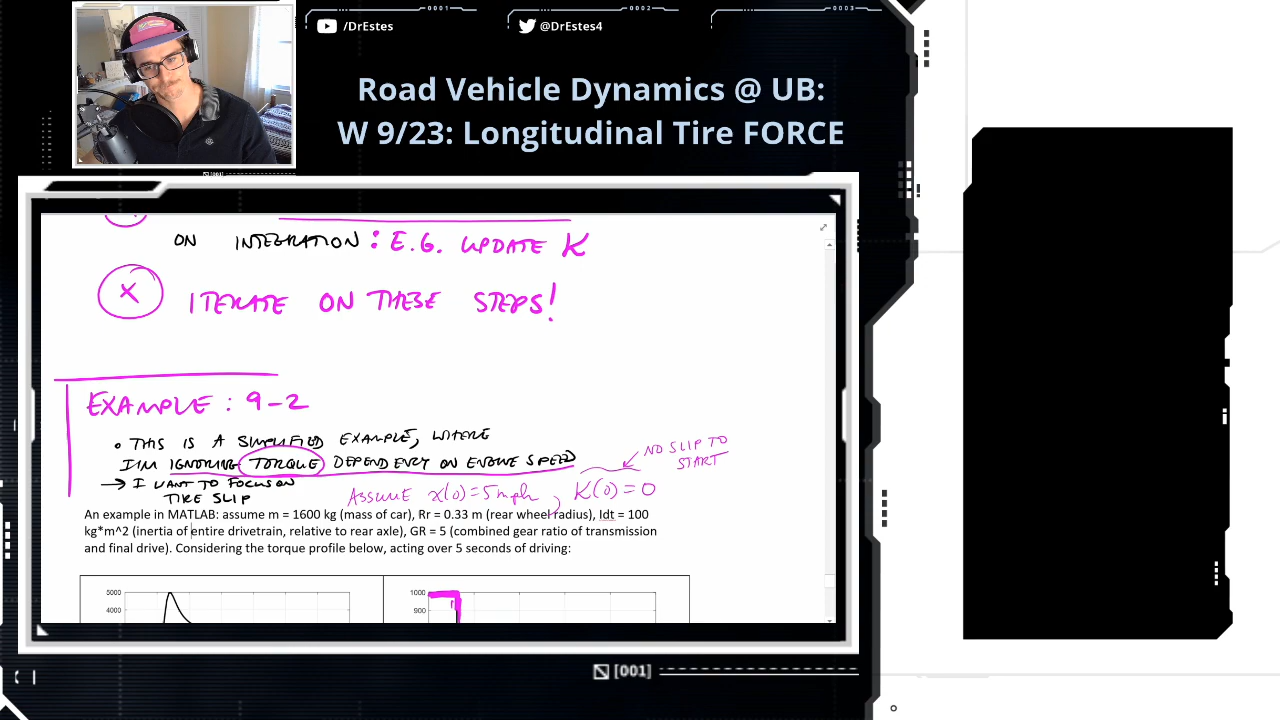 0001
0002
0003
/DrEstes
@DrEstes4
Road Vehicle Dynamics @ UB:
W 9/23: Longitudinal Tire FORCE
[001]
ON INTEGRATION : E.G. UPDATE K
X ITERATE ON THESE STEPS!
EXAMPLE : 9-2
• THIS IS A SIMPLIFIED EXAMPLE, WHERE
I'M IGNORING TORQUE DEPENDENCY ON ENGINE SPEED
NO SLIP TO
START
→ I WANT TO FOCUS ON
TIRE SLIP
ASSUME ẋ(0)=5mph, K(0)=0
An example in MATLAB: assume m = 1600 kg (mass of car), Rr = 0.33 m (rear wheel radius), Idt = 100
kg*m^2 (inertia of entire drivetrain, relative to rear axle), GR = 5 (combined gear ratio of transmission
and final drive). Considering the torque profile below, acting over 5 seconds of driving:
5000
4000
1000
900
[001]